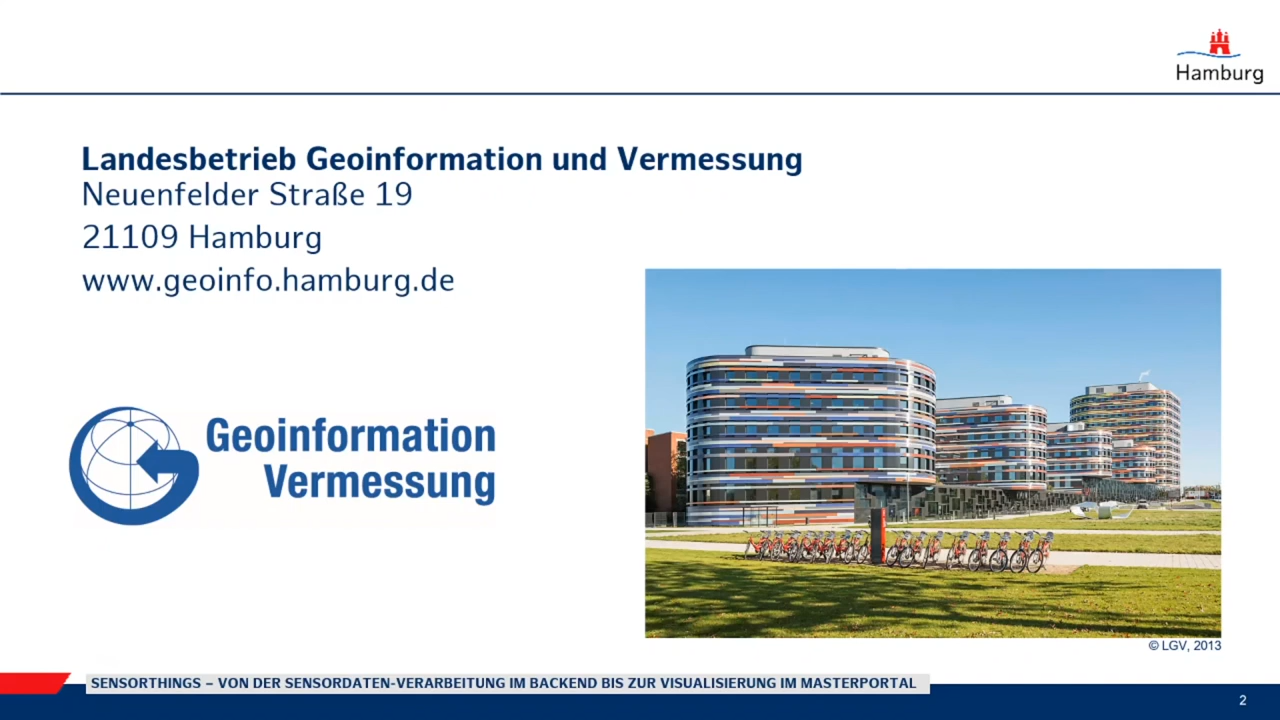 Hamburg
Landesbetrieb Geoinformation und Vermessung
Neuenfelder Straße 19
21109 Hamburg
www.geoinfo.hamburg.de
Geoinformation
Vermessung
© LGV, 2013
SENSORTHINGS – VON DER SENSORDATEN-VERARBEITUNG IM BACKEND BIS ZUR VISUALISIERUNG IM MASTERPORTAL
2